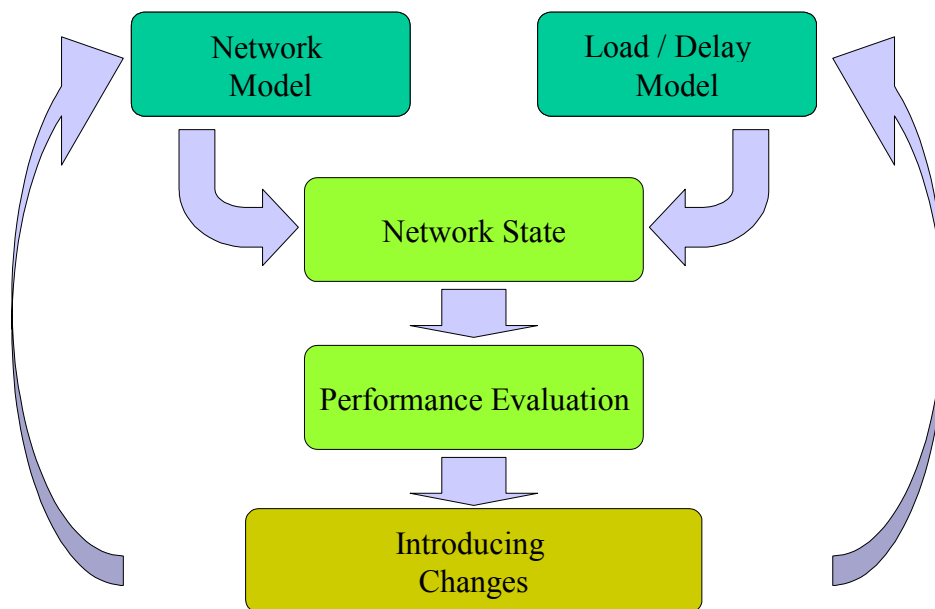 Network
Model
Load / Delay
Model
Network State
Performance Evaluation
Introducing
Changes